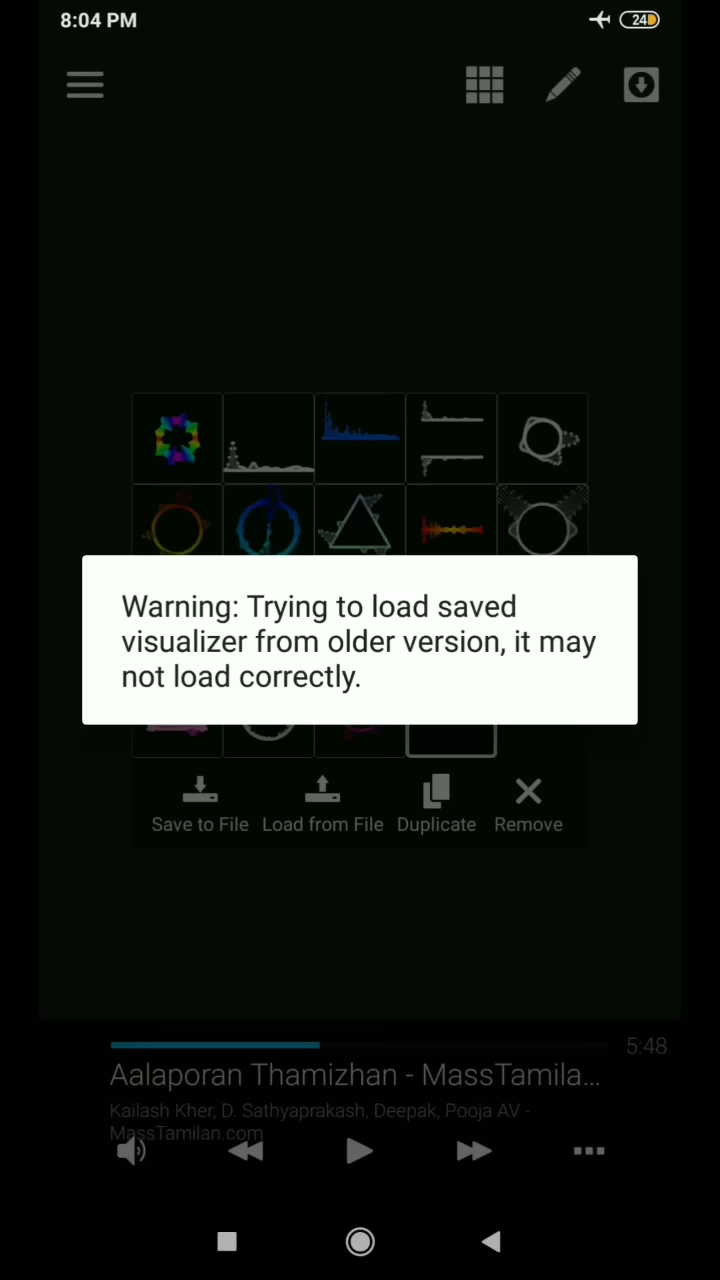 8:04 PM
24
Warning: Trying to load saved
visualizer from older version, it may
not load correctly.
Save to File Load from File Duplicate Remove
5:48
Aalaporan Thamizhan - MassTamila...
Kailash Kher, D. Sathyaprakash, Deepak, Pooja AV -
MassTamilan.com